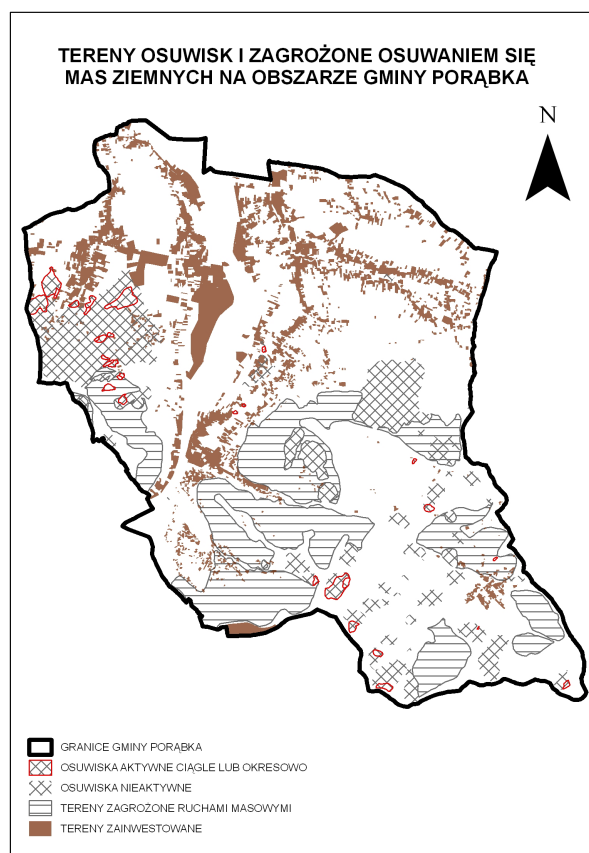 TERENY OSUWISK I ZAGROŻONE OSUWANIEM SIĘ
MAS ZIEMNYCH NA OBSZARZE GMINY PORĄBKA
N
GRANICE GMINY PORĄBKA
OSUWISKA AKTYWNE CIĄGLE LUB OKRESOWO
OSUWISKA NIEAKTYWNE
TERENY ZAGROŻONE RUCHAMI MASOWYMI
TERENY ZAINWESTOWANE